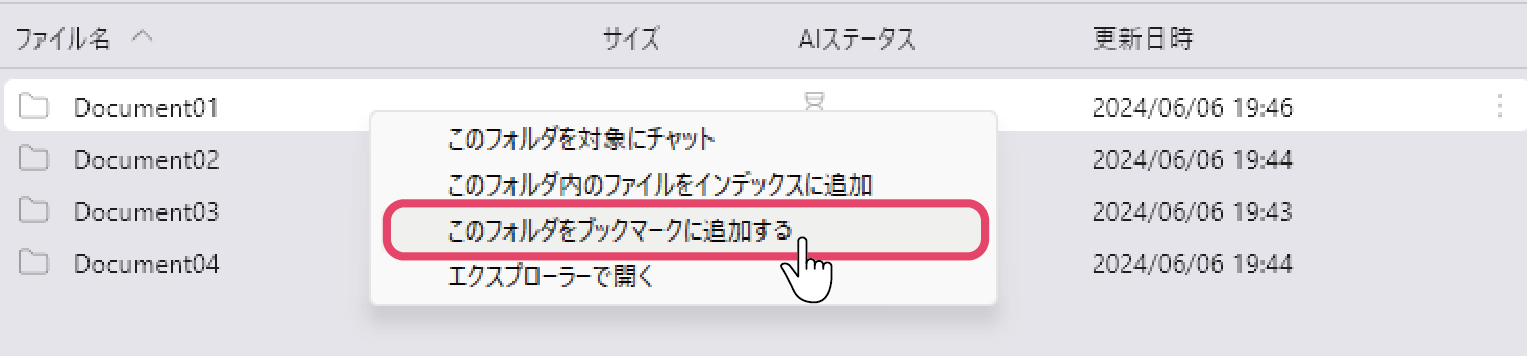 ファイル名 サイズ AIステータス 更新日時
Document01 2024/06/06 19:46
このフォルダを対象にチャット
Document02 2024/06/06 19:44
このフォルダ内のファイルをインデックスに追加
Document03 2024/06/06 19:43
このフォルダをブックマークに追加する
Document04 2024/06/06 19:44
エクスプローラーで開く